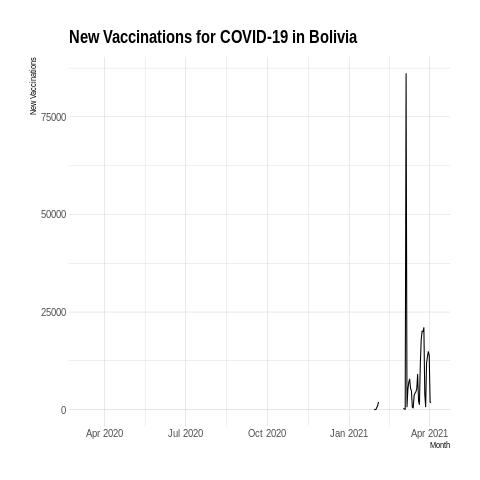 New Vaccinations for COVID-19 in Bolivia
New Vaccinations
75000
50000
25000
0
Apr 2020 Jul 2020 Oct 2020 Jan 2021 Apr 2021
Month